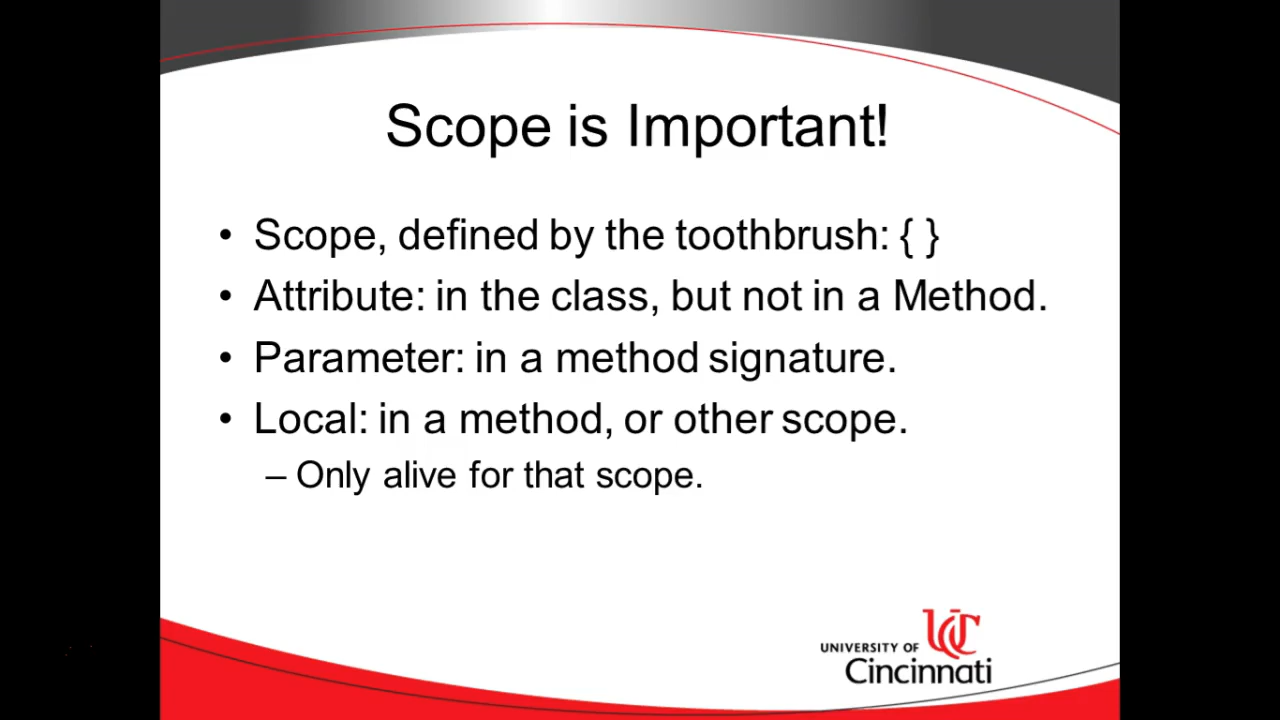 Scope is Important!
• Scope, defined by the toothbrush: { }
• Attribute: in the class, but not in a Method.
• Parameter: in a method signature.
• Local: in a method, or other scope.
– Only alive for that scope.
UC
UNIVERSITY OF
Cincinnati